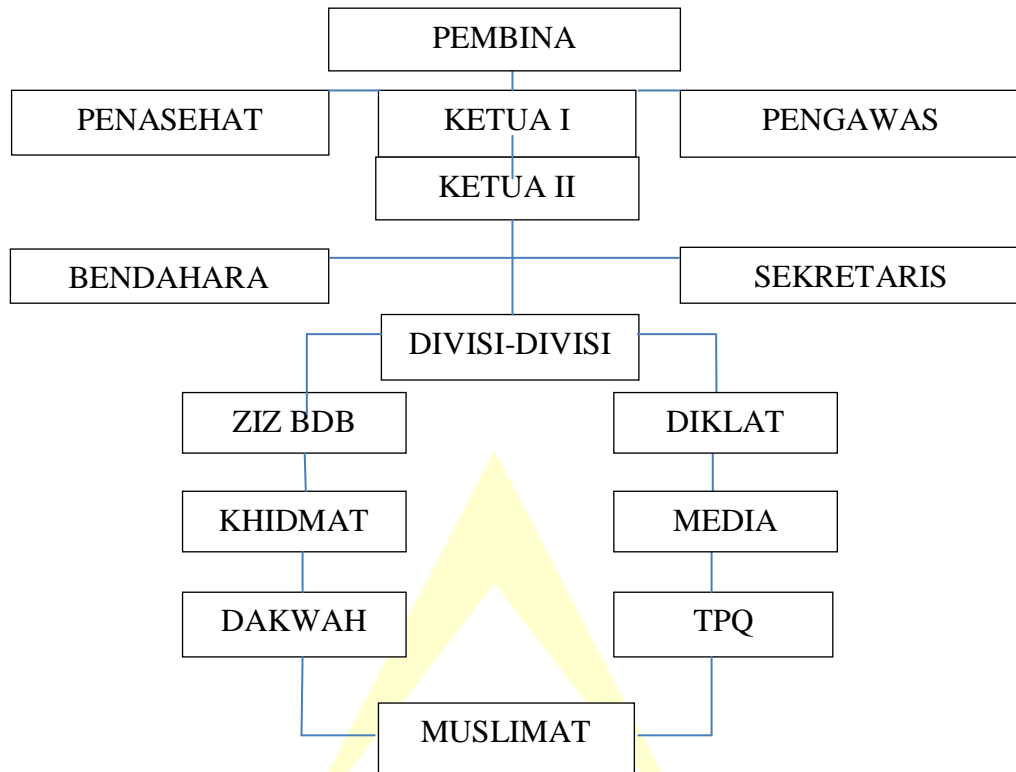 PEMBINA
PENASEHAT
KETUA I
PENGAWAS
KETUA II
BENDAHARA
SEKRETARIS
DIVISI-DIVISI
ZIZ BDB
DIKLAT
KHIDMAT
MEDIA
DAKWAH
TPQ
MUSLIMAT